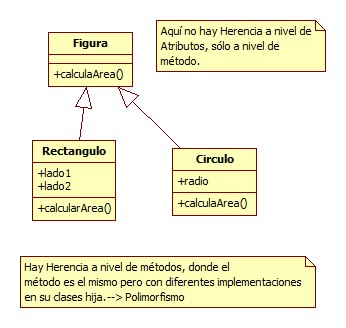 Figura
+calculaArea()
Aquí no hay Herencia a nivel de
Atributos, sólo a nivel de
método.
Rectangulo
+lado1
+lado2
+calcularArea()
Circulo
+radio
+calculaArea()
Hay Herencia a nivel de métodos, donde el
método es el mismo pero con diferentes implementaciones
en su clases hija.--> Polimorfismo